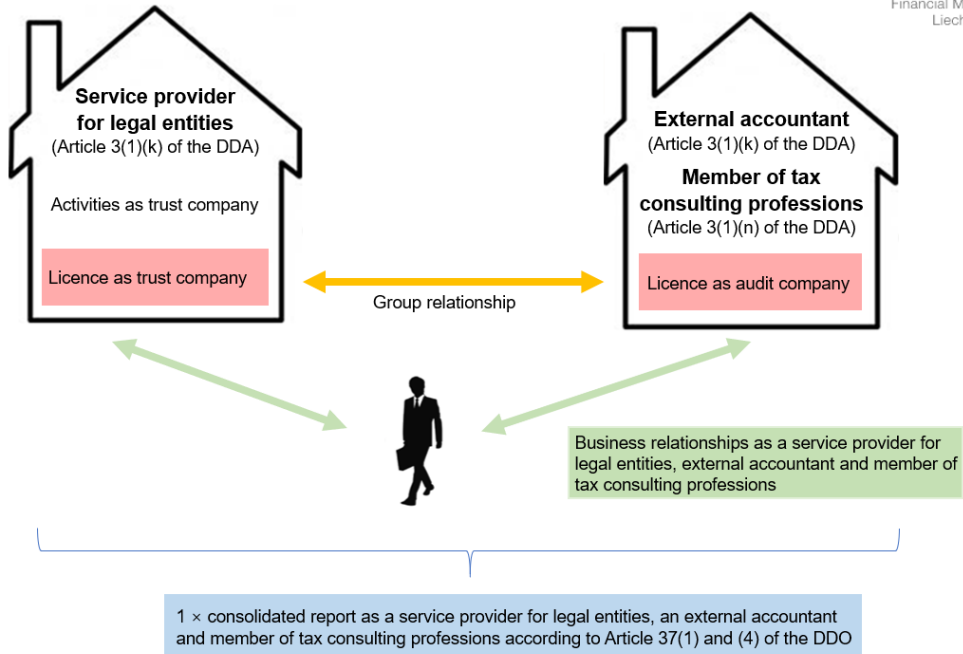 Financial M
Liech
Service provider
for legal entities
(Article 3(1)(k) of the DDA)
Activities as trust company
Licence as trust company
External accountant
(Article 3(1)(k) of the DDA)
Member of tax
consulting professions
(Article 3(1)(n) of the DDA)
Licence as audit company
Group relationship
Business relationships as a service provider for
legal entities, external accountant and member of
tax consulting professions
1 × consolidated report as a service provider for legal entities, an external accountant
and member of tax consulting professions according to Article 37(1) and (4) of the DDO